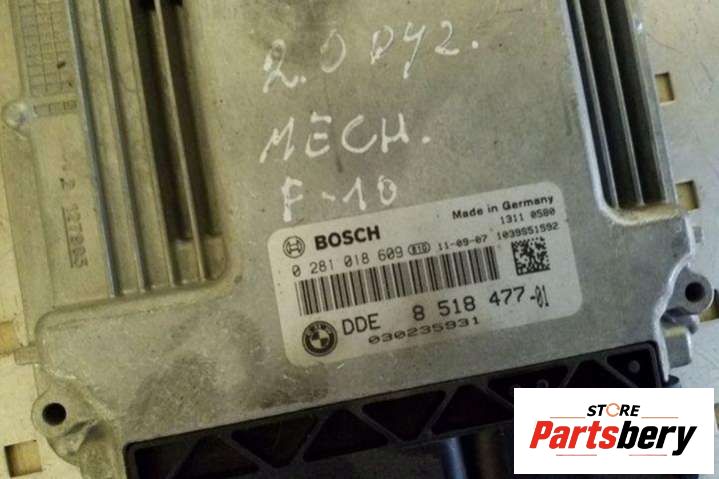 2.0 D42.
MECH.
F-10
BOSCH
Made in Germany
1311 0580
0 281 018 609 B10 11-09-07 1039S51592
DDE 8 518 477-01
030235931
STORE
Partsbery